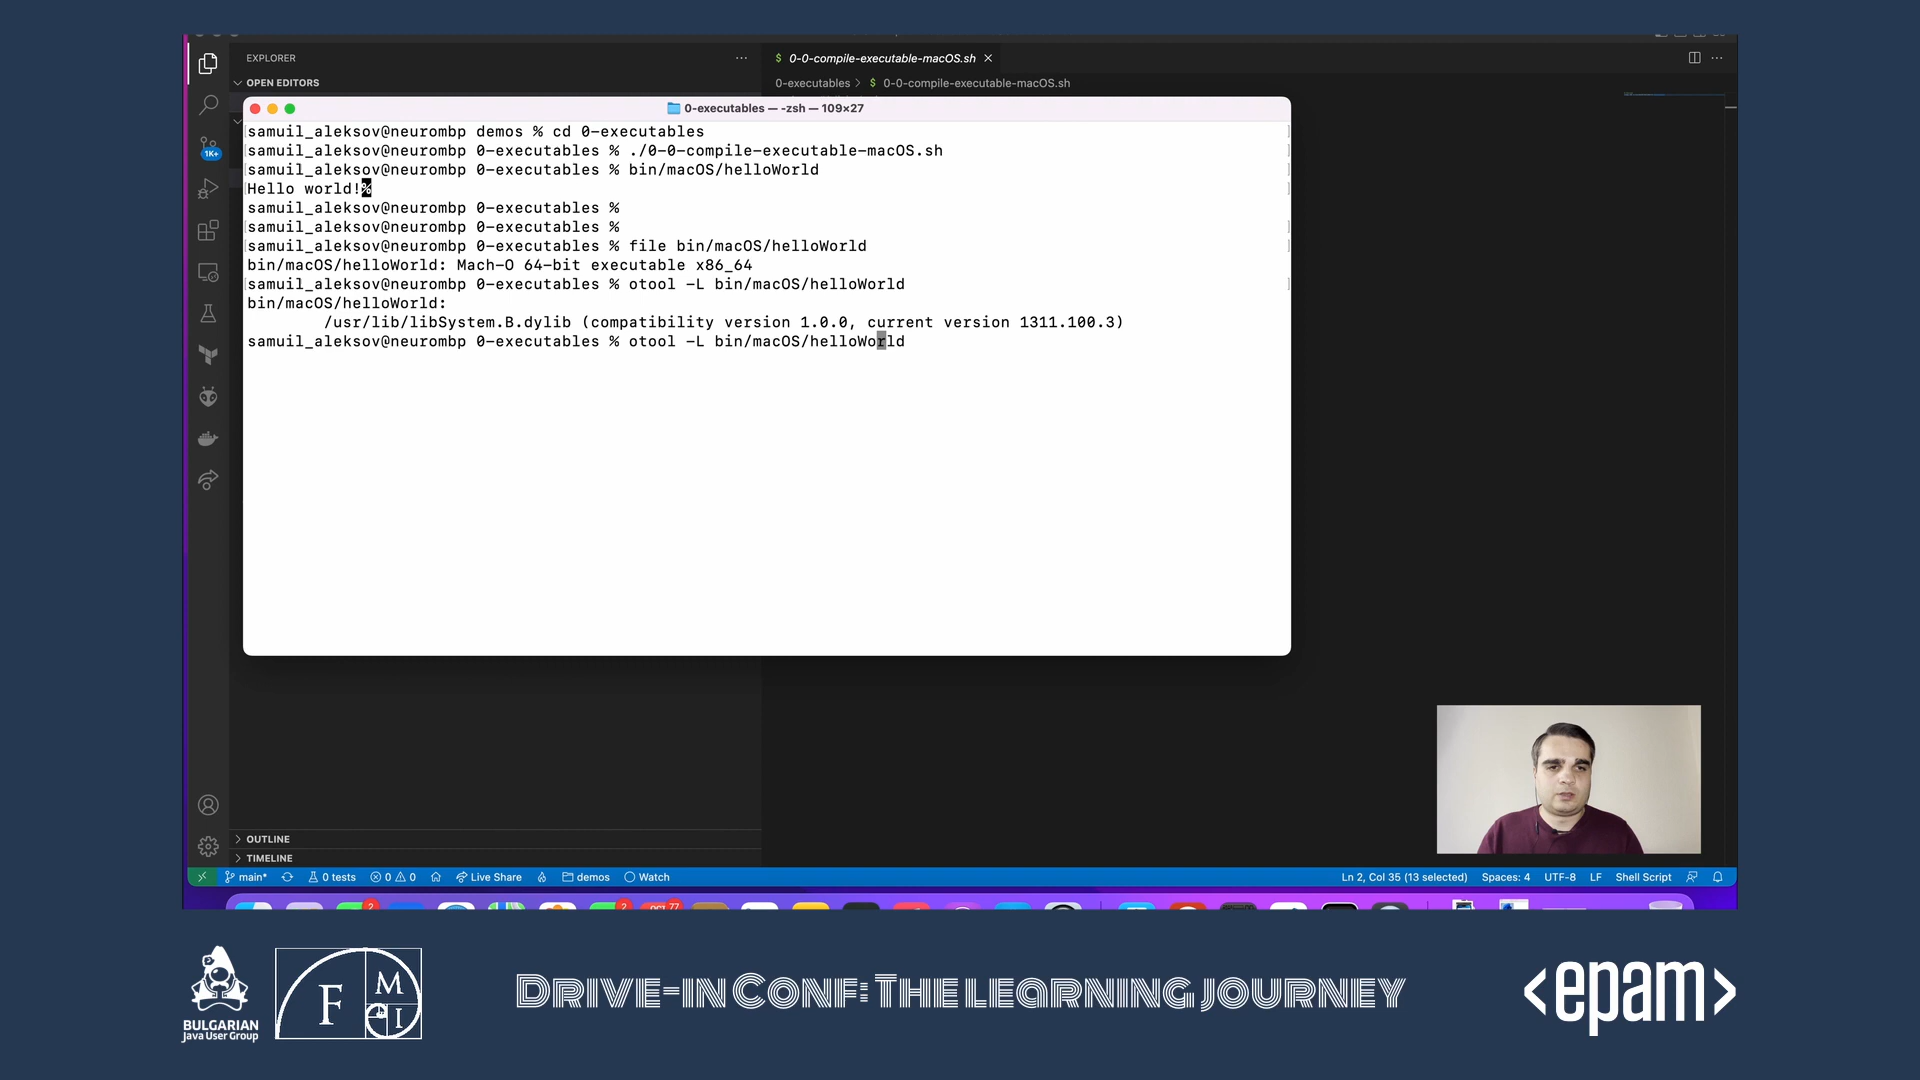 EXPLORER
OPEN EDITORS
$ 0-0-compile-executable-macOS.sh
0-executables > $ 0-0-compile-executable-macOS.sh
0-executables — -zsh — 109×27
samuil_aleksov@neurombp demos % cd 0-executables
samuil_aleksov@neurombp 0-executables % ./0-0-compile-executable-macOS.sh
samuil_aleksov@neurombp 0-executables % bin/macOS/helloWorld
Hello world!%
samuil_aleksov@neurombp 0-executables %
samuil_aleksov@neurombp 0-executables %
samuil_aleksov@neurombp 0-executables % file bin/macOS/helloWorld
bin/macOS/helloWorld: Mach-O 64-bit executable x86_64
samuil_aleksov@neurombp 0-executables % otool -L bin/macOS/helloWorld
bin/macOS/helloWorld:
/usr/lib/libSystem.B.dylib (compatibility version 1.0.0, current version 1311.100.3)
samuil_aleksov@neurombp 0-executables % otool -L bin/macOS/helloWorld
1K+
OUTLINE
TIMELINE
main* 0 tests 0 0 Live Share demos Watch Ln 2, Col 35 (13 selected) Spaces: 4 UTF-8 LF Shell Script
2 2 OCT 77
BULGARIAN
Java User Group
F M I
DRIVE-IN CONF: THE LEARNING JOURNEY
<epam>